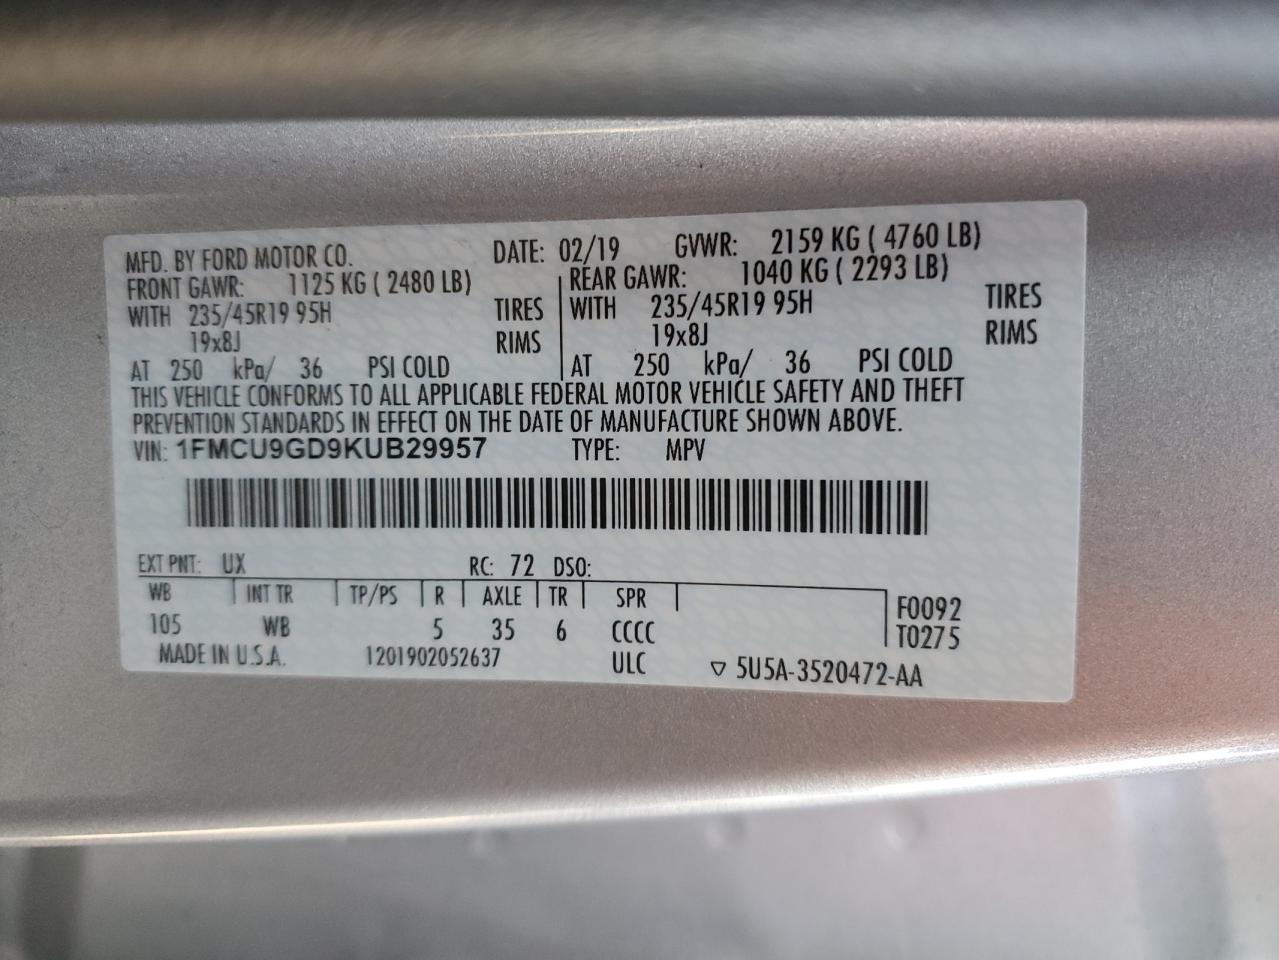 MFD. BY FORD MOTOR CO. DATE: 02/19 GVWR: 2159 KG ( 4760 LB)
FRONT GAWR: 1125 KG ( 2480 LB) REAR GAWR: 1040 KG ( 2293 LB)
WITH 235/45R19 95H TIRES WITH 235/45R19 95H TIRES
19x8J RIMS 19x8J RIMS
AT 250 kPa/ 36 PSI COLD AT 250 kPa/ 36 PSI COLD
THIS VEHICLE CONFORMS TO ALL APPLICABLE FEDERAL MOTOR VEHICLE SAFETY AND THEFT
PREVENTION STANDARDS IN EFFECT ON THE DATE OF MANUFACTURE SHOWN ABOVE.
VIN: 1FMCU9GD9KUB29957 TYPE: MPV
EXT PNT: UX RC: 72 DSO:
WB INT TR TP/PS R AXLE TR SPR F0092
105 WB 5 35 6 CCCC T0275
MADE IN U.S.A. 1201902052637 ULC ▽ 5U5A-3520472-AA